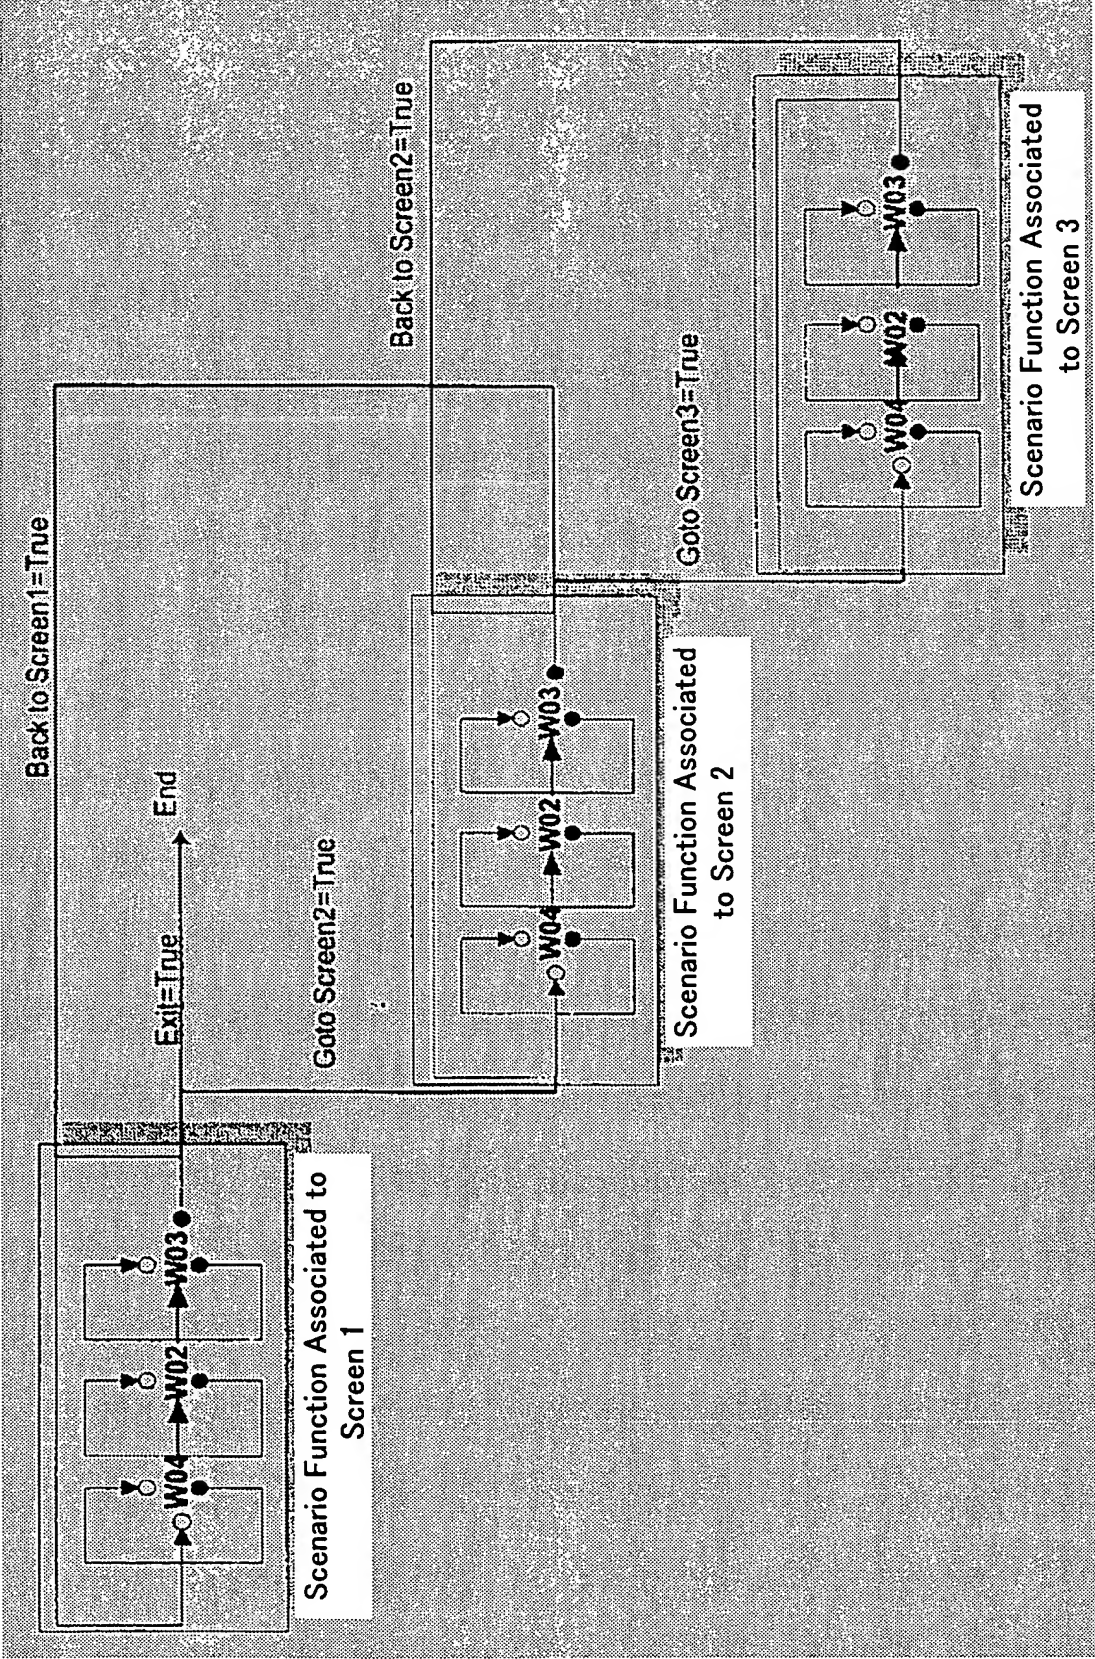 Back to Screen1=True
Exit=True
End
W04
W02
W03
Scenario Function Associated to
Screen 1
Goto Screen2=True
Back to Screen2=True
W04
W02
W03
Scenario Function Associated
to Screen 2
Goto Screen3=True
W04
W02
W03
Scenario Function Associated
to Screen 3